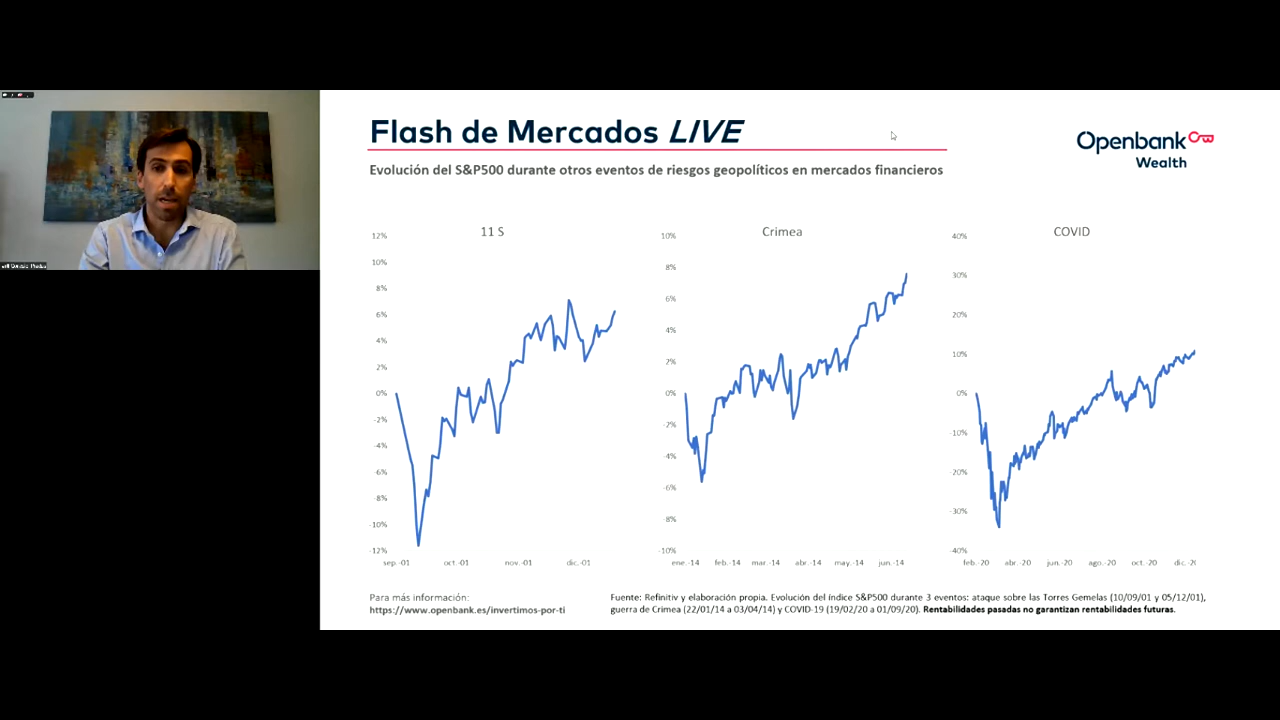 Flash de Mercados LIVE
Openbank
Wealth
Evolución del S&P500 durante otros eventos de riesgos geopolíticos en mercados financieros
11 S
12%
10%
8%
6%
4%
2%
0%
-2%
-4%
-6%
-8%
-10%
-12%
sep.-01 oct.-01 nov.-01 dic.-01
Crimea
10%
8%
6%
4%
2%
0%
-2%
-4%
-6%
-8%
-10%
ene.-14 feb.-14 mar.-14 abr.-14 may.-14 jun.-14
COVID
40%
30%
20%
10%
0%
-10%
-20%
-30%
-40%
feb.-20 abr.-20 jun.-20 ago.-20 oct.-20 dic.-20
Para más información:
https://www.openbank.es/invertimos-por-ti
Fuente: Refinitiv y elaboración propia. Evolución del índice S&P500 durante 3 eventos: ataque sobre las Torres Gemelas (10/09/01 y 05/12/01),
guerra de Crimea (22/01/14 a 03/04/14) y COVID-19 (19/02/20 a 01/09/20). Rentabilidades pasadas no garantizan rentabilidades futuras.